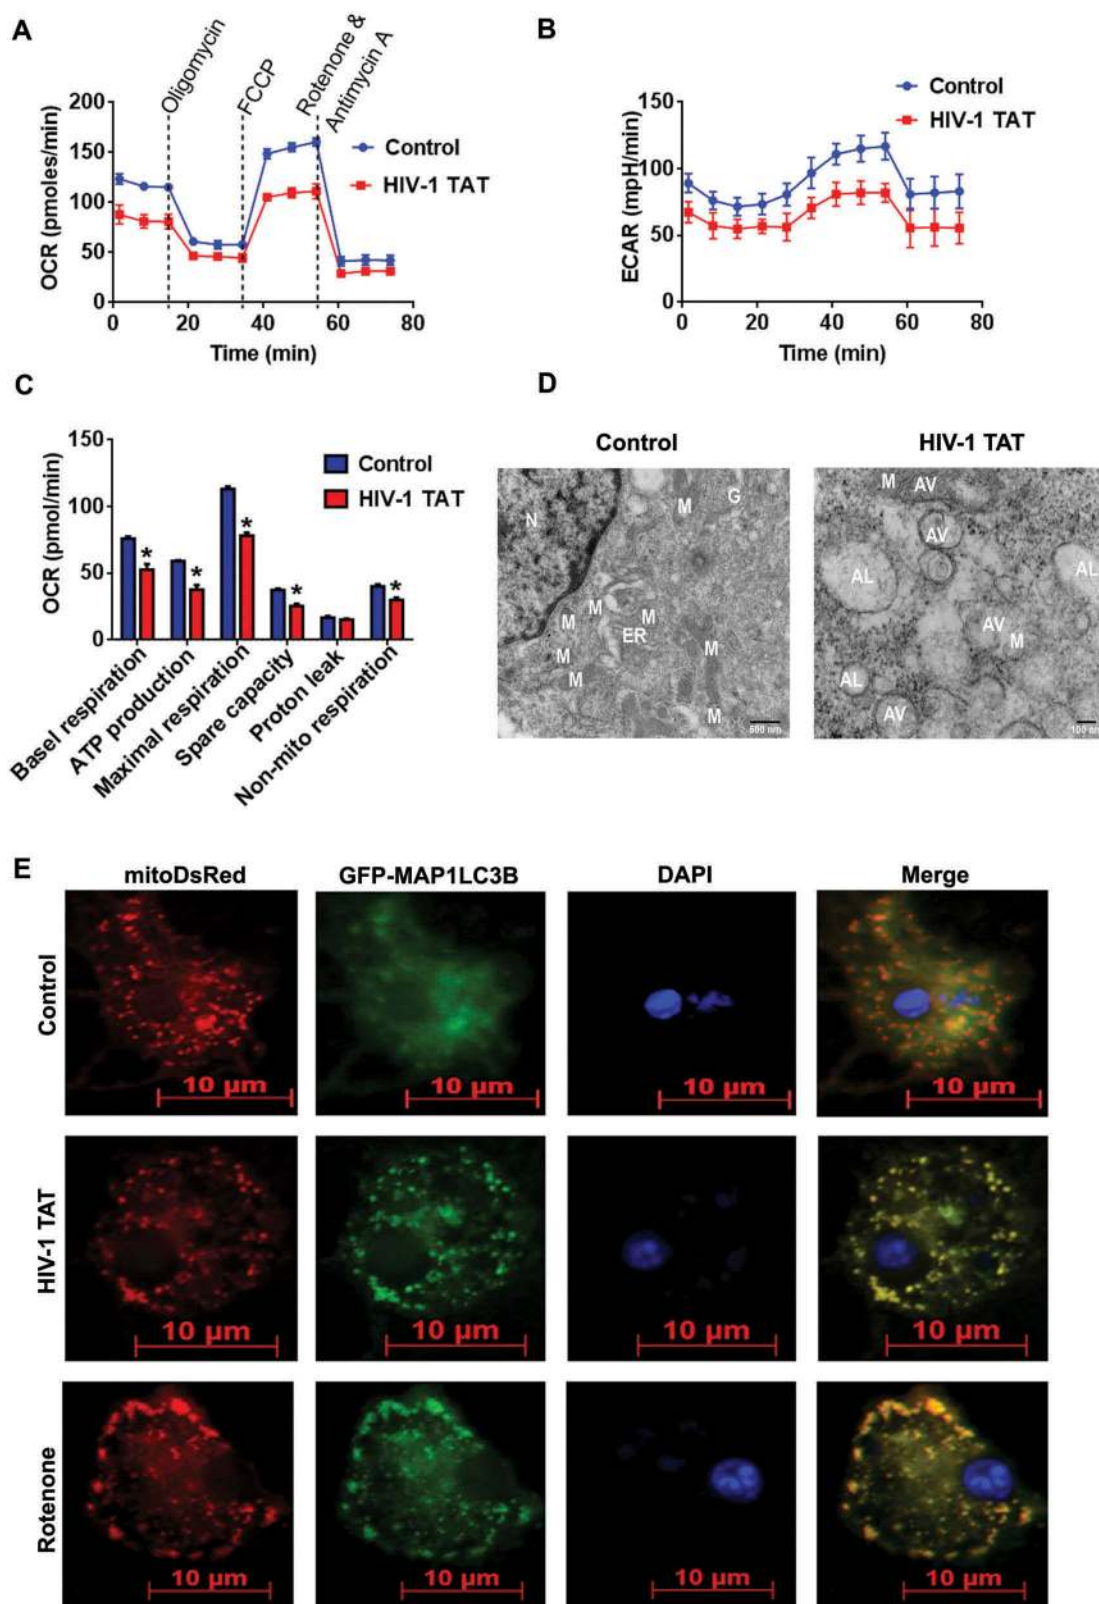 A
Oligomycin
FCCP
Rotenone &
Antimycin A
200
150
100
50
0
OCR (pmoles/min)
Control
HIV-1 TAT
0 20 40 60 80
Time (min)
B
Control
HIV-1 TAT
150
100
50
0
ECAR (mpH/min)
0 20 40 60 80
Time (min)
C
150
100
50
0
OCR (pmol/min)
Control
HIV-1 TAT
* * * * *
Basel respiration
ATP production
Maximal respiration
Spare capacity
Proton leak
Non-mito respiration
D
Control
N
M
G
M
M
M
ER
M
M
M
M
500 nm
HIV-1 TAT
M
AV
AV
AL
AL
AV
M
AL
AV
E
mitoDsRed GFP-MAP1LC3B DAPI Merge
Control
10 µm 10 µm 10 µm 10 µm
HIV-1 TAT
10 µm 10 µm 10 µm 10 µm
Rotenone
10 µm 10 µm 10 µm 10 µm